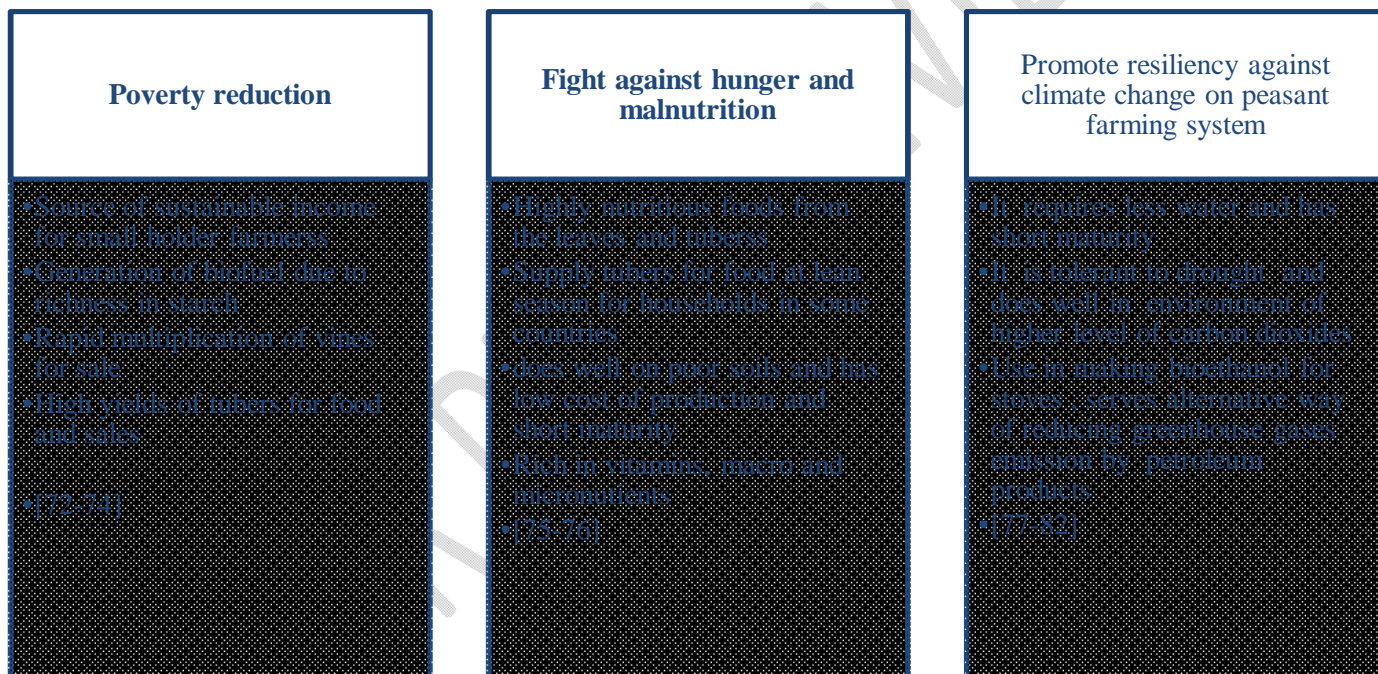 Poverty reduction
•Source of sustainable income
for small holder farmerss
•Generation of biofuel due to
richness in starch
•Rapid multiplication of vines
for sale
•High yields of tubers for food
and sales
•[72-74]
Fight against hunger and
malnutrition
•Highly nutritious foods from
the leaves and tuberss
•Supply tubers for food at lean
season for households in some
countries
•does well on poor soils and has
low cost of production and
short maturity
•Rich in vitamins, macro and
micronutients
•[75-76]
Promote resiliency against
climate change on peasant
farming system
•It requires less water and has
short maturity
•It is tolerant to drought and
does well in environment of
higher level of carbon dioxides
•Use in making bioethanol for
stoves , serves alternative way
of reducing greenhouse gases
emission by petroleum
products
•[77-82]